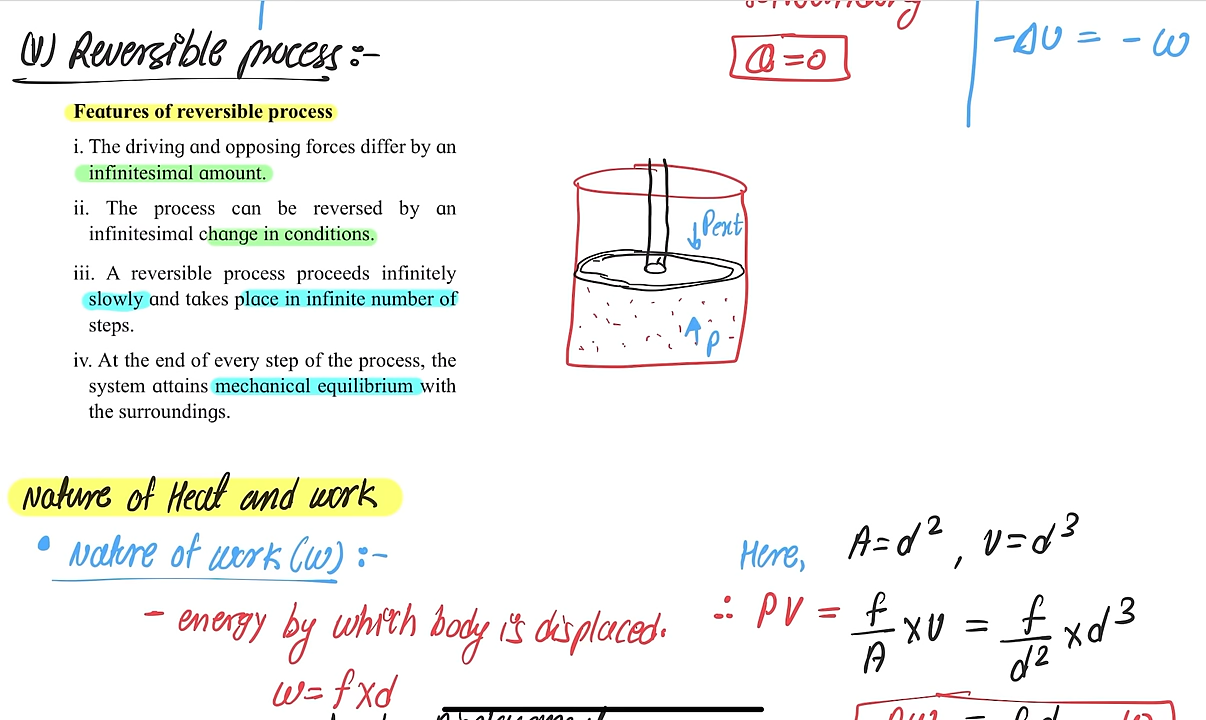 (V) Reversible process :-
Q = 0
-ΔU = - W
Features of reversible process
i. The driving and opposing forces differ by an
infinitesimal amount.
ii. The process can be reversed by an
infinitesimal change in conditions.
iii. A reversible process proceeds infinitely
slowly and takes place in infinite number of
steps.
iv. At the end of every step of the process, the
system attains mechanical equilibrium with
the surroundings.
↓Pext
↑ P
Nature of Heat and work
• Nature of work (W) :-
- energy by which body is displaced.
W = f x d
Here, A = d², V = d³
∴ PV = f/A x V = f/d² x d³